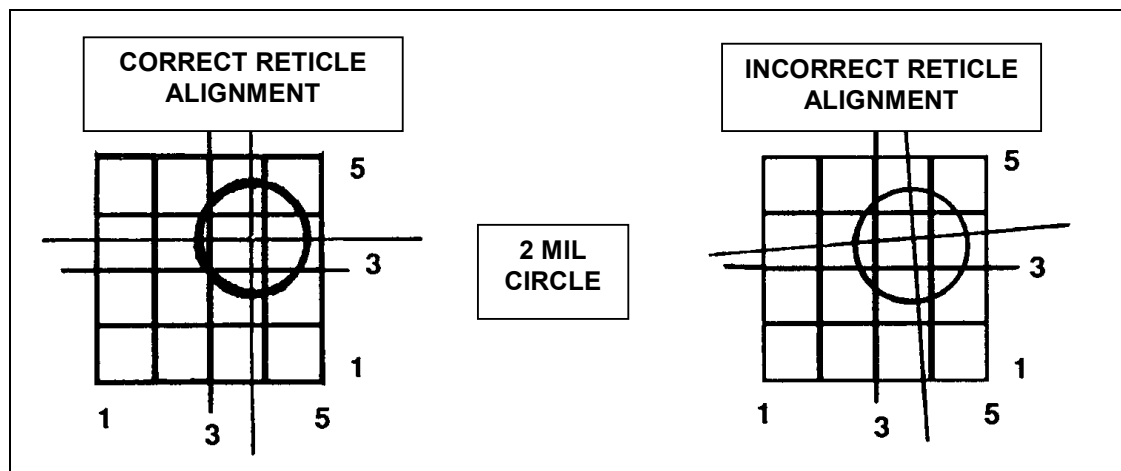 CORRECT RETICLE
ALIGNMENT
5
3
1
1
3
5
2 MIL
CIRCLE
INCORRECT RETICLE
ALIGNMENT
5
3
1
1
3
5